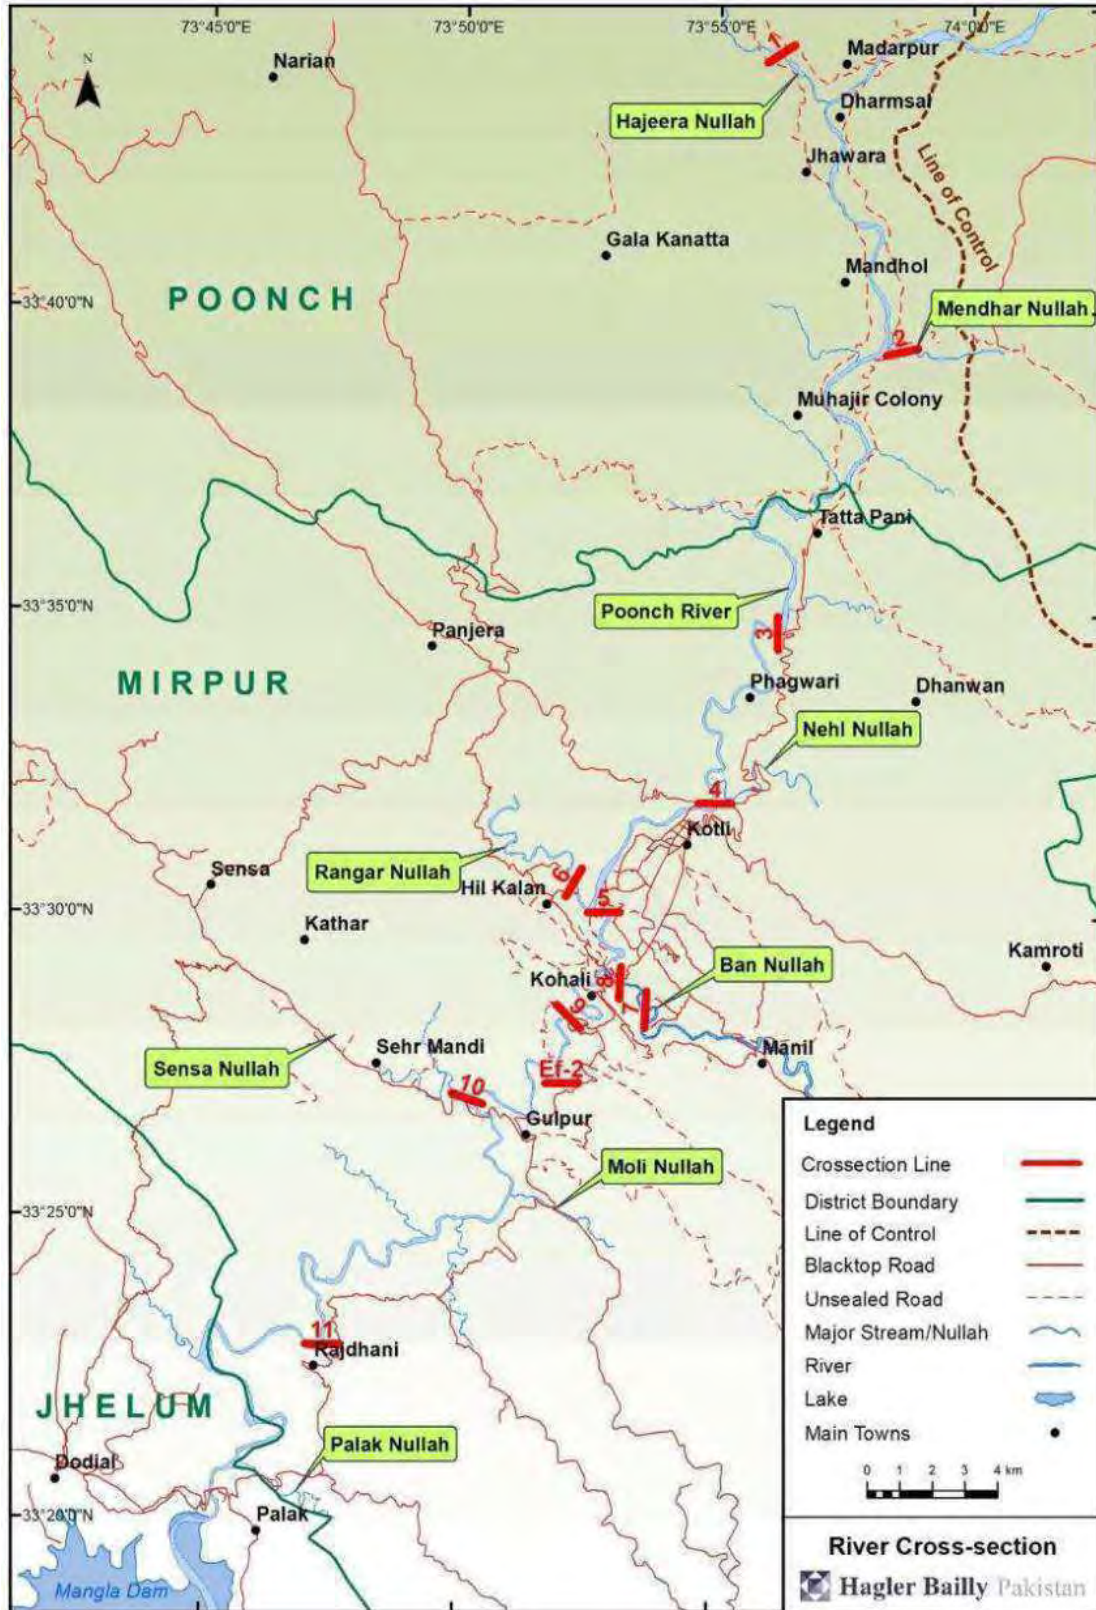 73°45'0"E
73°50'0"E
73°55'0"E
74°0'0"E
N
Narian
1
Madarpur
Hajeera Nullah
Dharmsal
Jhawara
Line of Control
Gala Kanatta
Mandhol
POONCH
33°40'0"N
Mendhar Nullah
2
Muhajir Colony
Tatta Pani
33°35'0"N
Poonch River
3
Panjera
MIRPUR
Phagwari
Dhanwan
Nehl Nullah
4
Kotli
Rangar Nullah
6
Sensa
Hil Kalan
5
33°30'0"N
Kathar
Ban Nullah
Kamroti
Kohali
8
7
9
Sensa Nullah
Sehr Mandi
Manil
Ef-2
10
Gulpur
Moli Nullah
33°25'0"N
11
Rajdhani
JHELUM
Palak Nullah
Dodial
33°20'0"N
Palak
Mangla Dam
Legend
Crossection Line
District Boundary
Line of Control
Blacktop Road
Unsealed Road
Major Stream/Nullah
River
Lake
Main Towns
0 1 2 3 4 km
River Cross-section
Hagler Bailly Pakistan